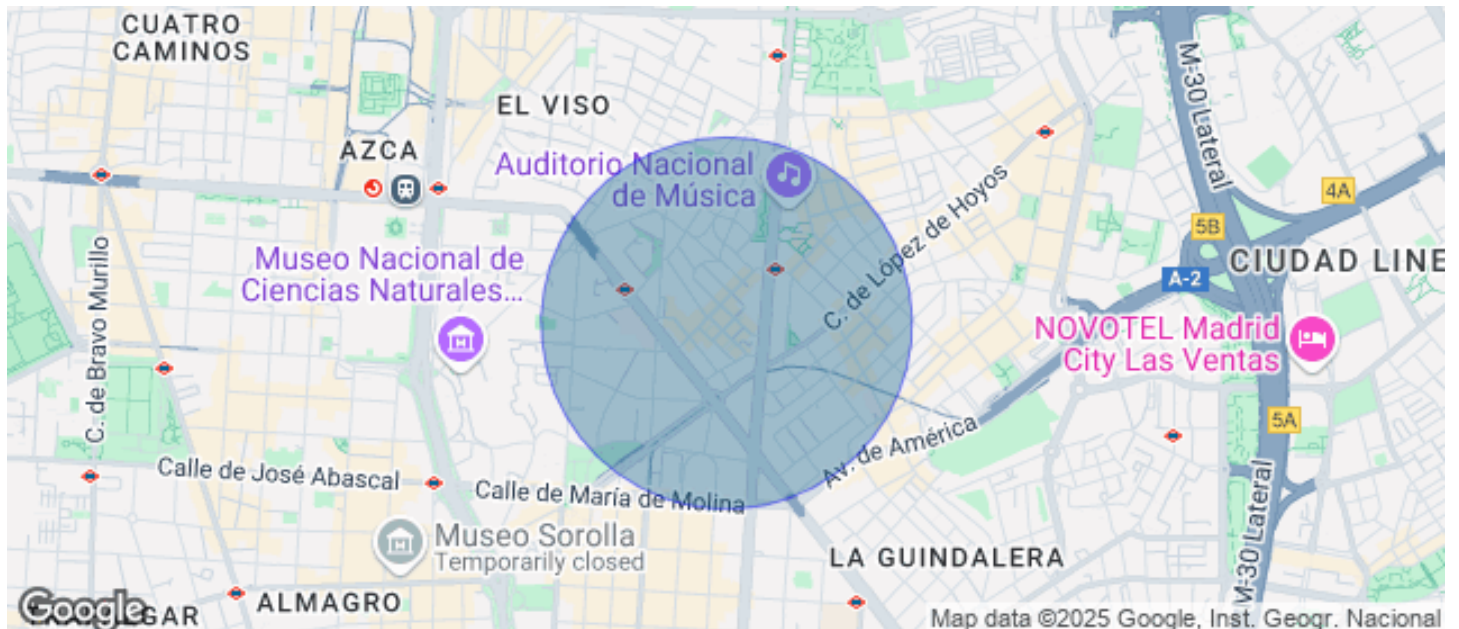 CUATRO
CAMINOS
EL VISO
AZCA
Auditorio Nacional
de Música
M-30 Lateral
4A
5B
A-2
CIUDAD LINE
C. de López de Hoyos
Museo Nacional de
Ciencias Naturales...
C. de Bravo Murillo
NOVOTEL Madrid
City Las Ventas
5A
Av. de América
Calle de José Abascal
Calle de María de Molina
Museo Sorolla
Temporarily closed
LA GUINDALERA
M-30 Lateral
ALMAGRO
GAR
Google
Map data ©2025 Google, Inst. Geogr. Nacional